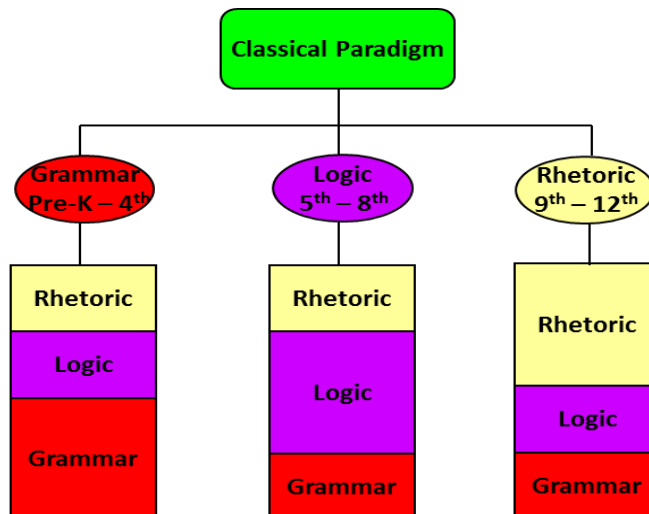 Classical Paradigm
Grammar
Pre-K – 4th
Logic
5th – 8th
Rhetoric
9th – 12th
Rhetoric
Logic
Grammar
Rhetoric
Logic
Grammar
Rhetoric
Logic
Grammar